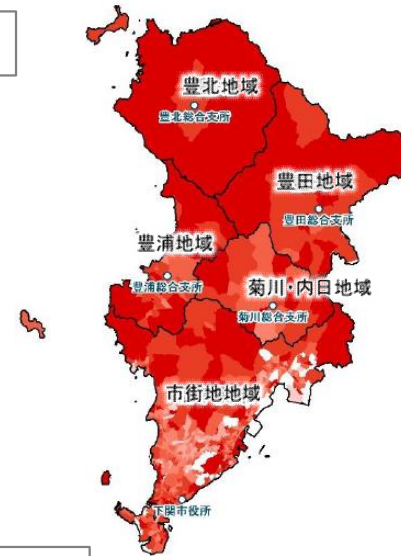 豊北地域
豊北総合支所
豊田地域
豊田総合支所
豊浦地域
豊浦総合支所
菊川・内日地域
菊川総合支所
市街地地域
下関市役所